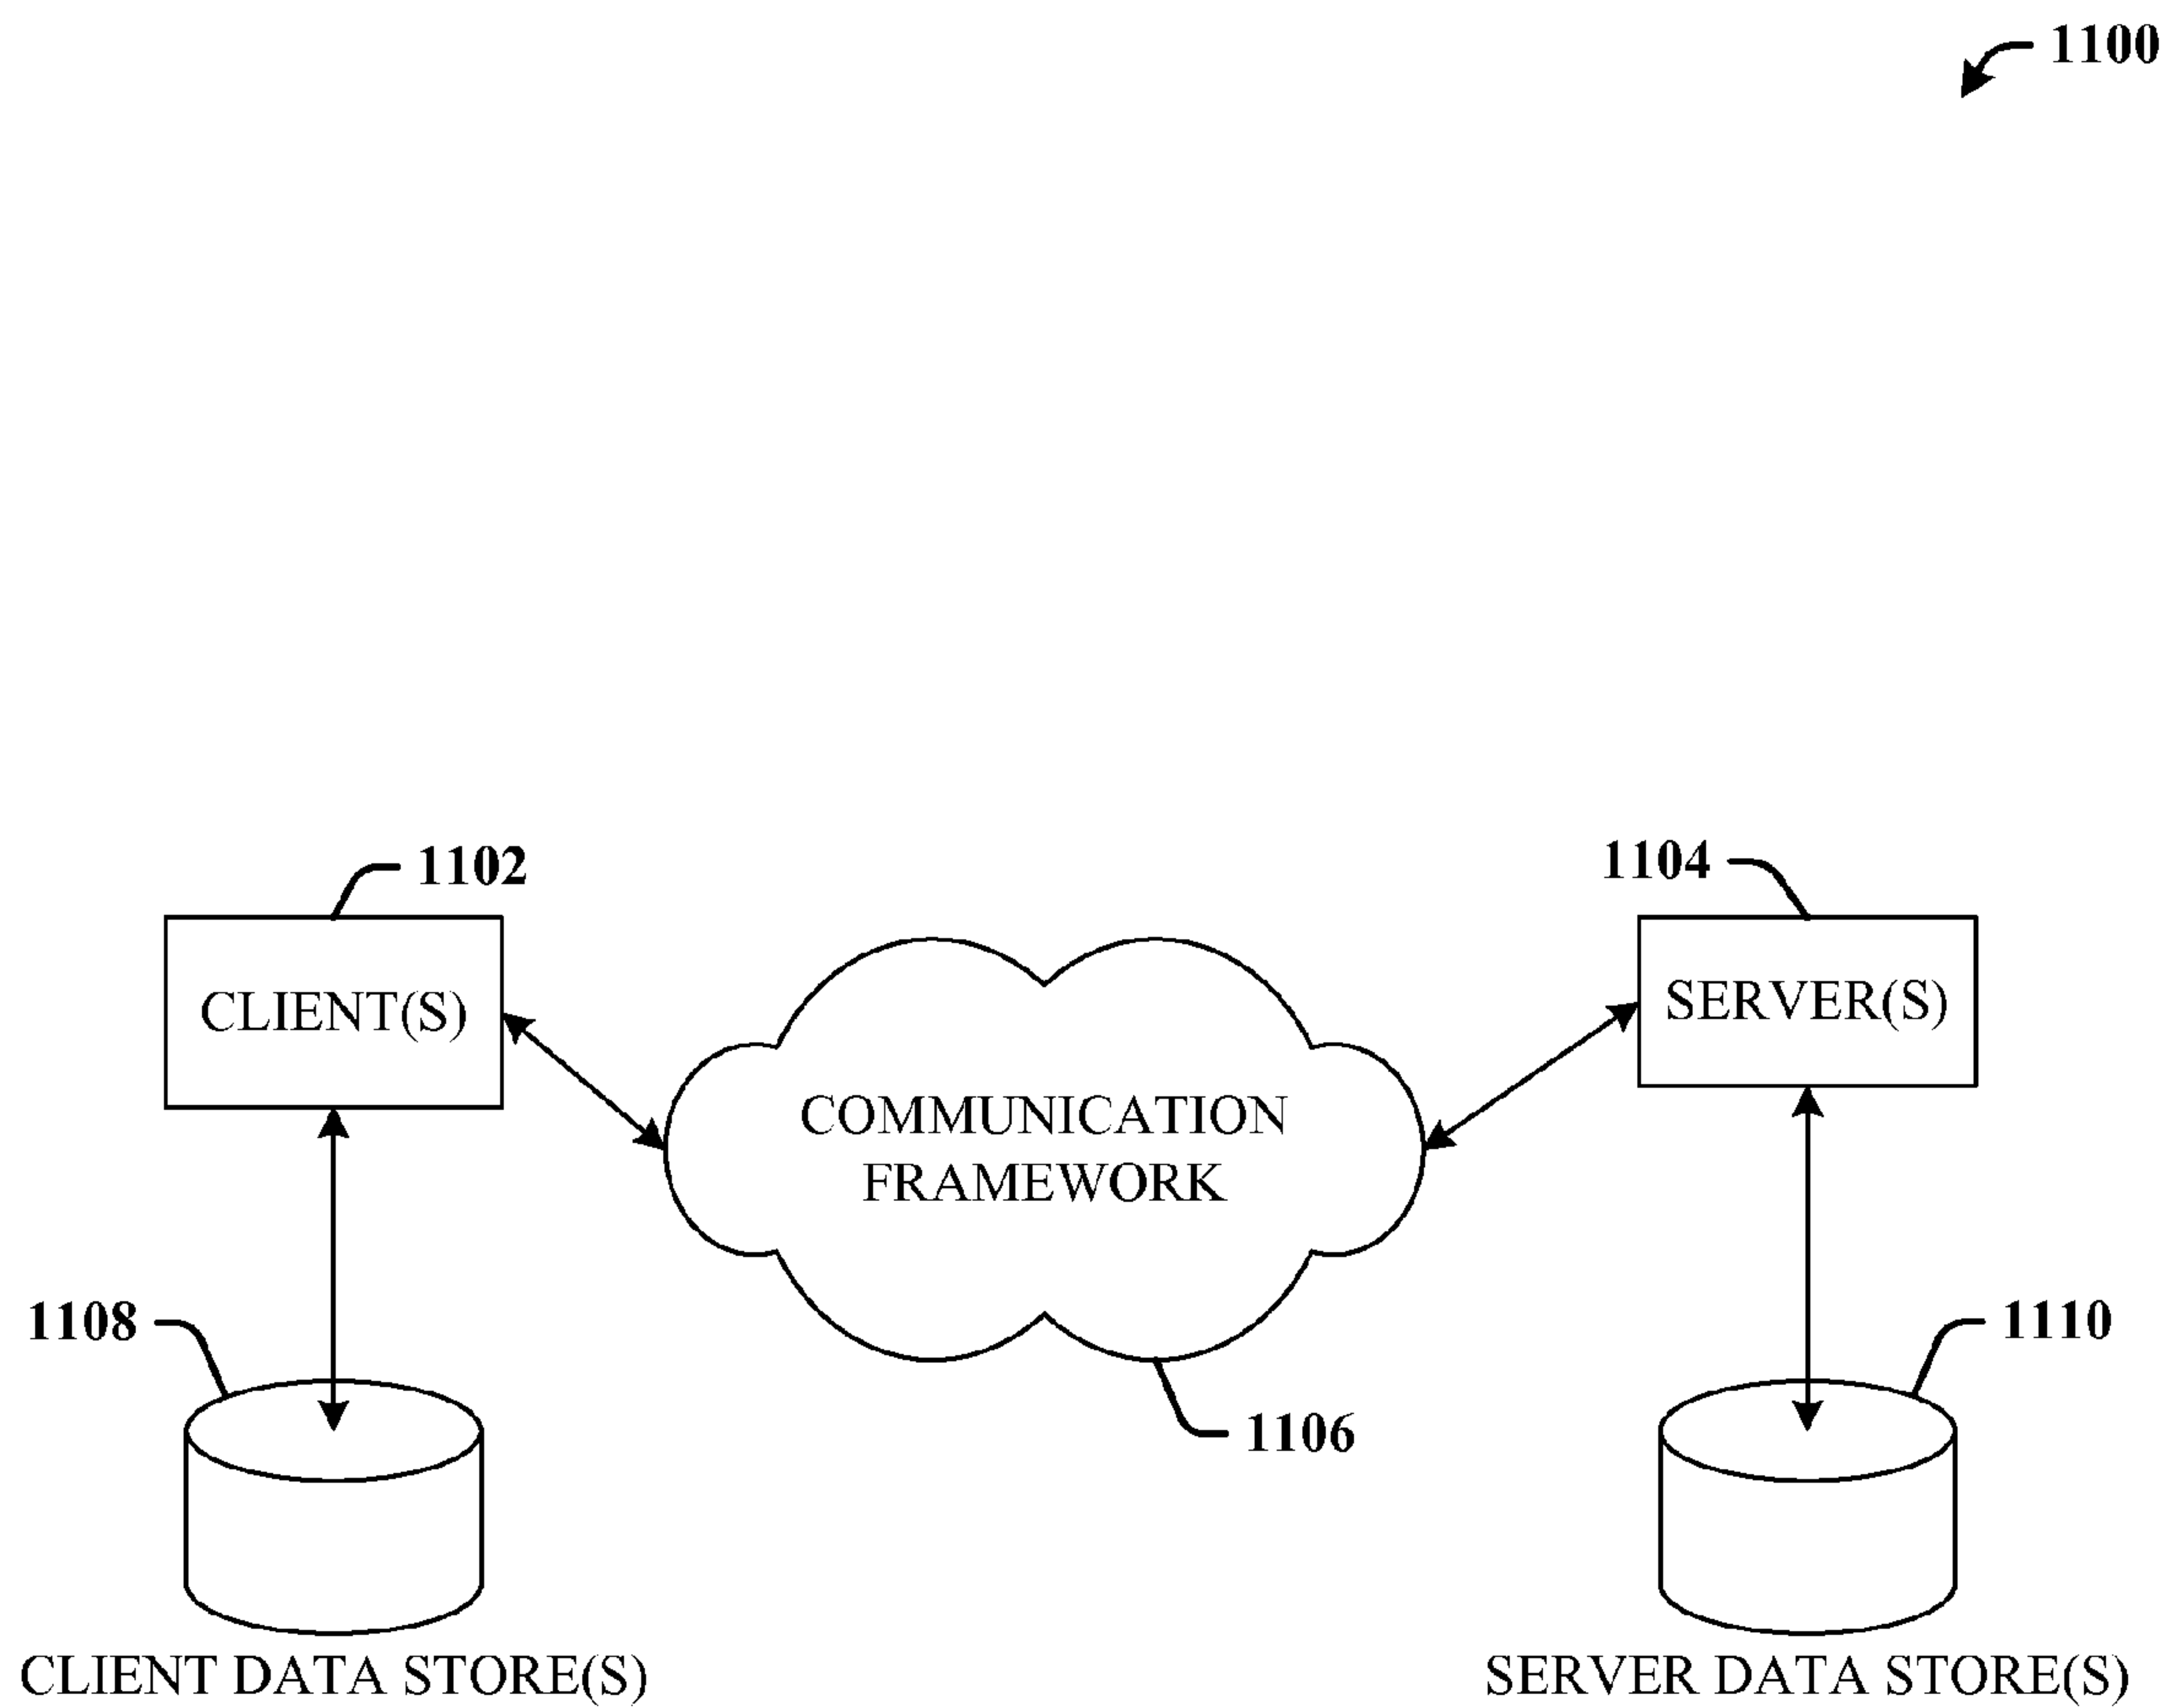 1100
1102
1104
CLIENT(S)
SERVER(S)
COMMUNICATION
FRAMEWORK
1108
1110
1106
CLIENT DATA STORE(S)
SERVER DATA STORE(S)